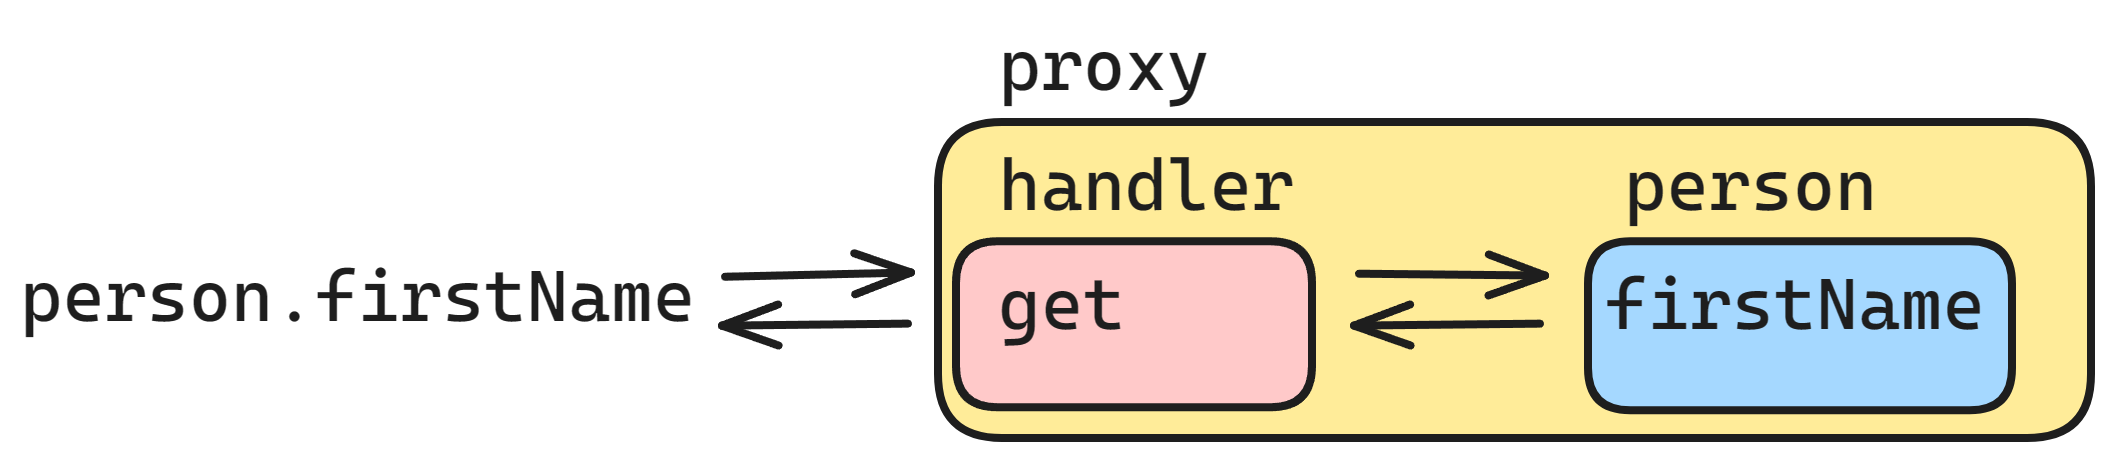 proxy
handler
person
person.firstName
get
firstName